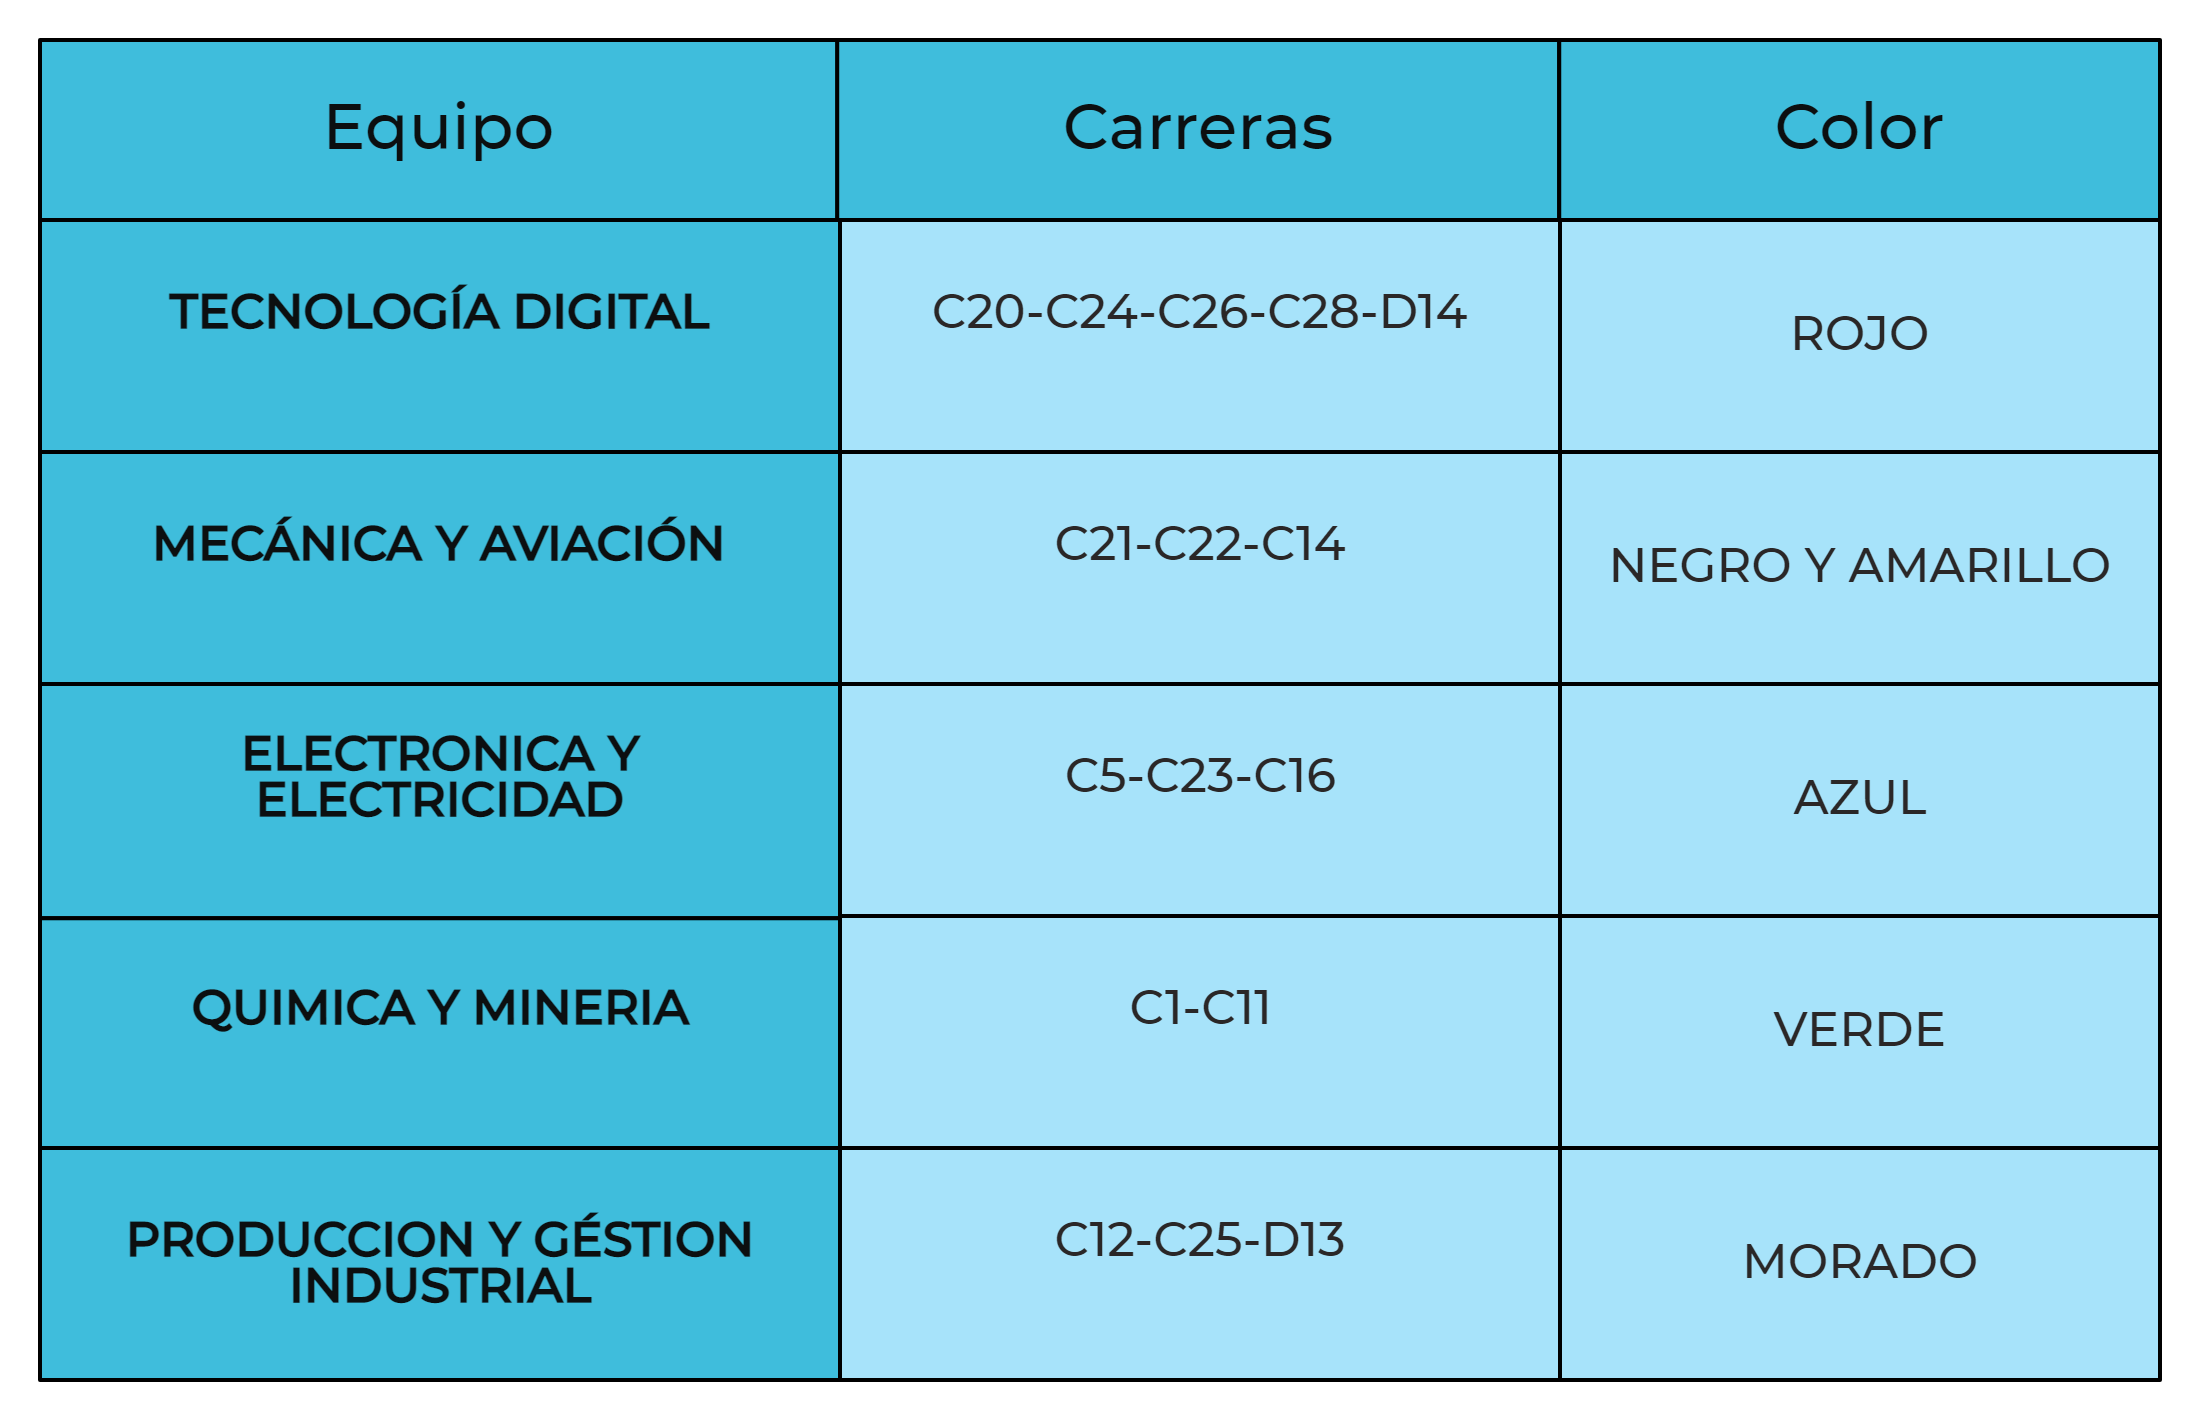 Equipo Carreras Color
TECNOLOGÍA DIGITAL C20-C24-C26-C28-D14 ROJO
MECÁNICA Y AVIACIÓN C21-C22-C14 NEGRO Y AMARILLO
ELECTRONICA Y
ELECTRICIDAD
C5-C23-C16 AZUL
QUIMICA Y MINERIA C1-C11 VERDE
PRODUCCION Y GÉSTION
INDUSTRIAL
C12-C25-D13 MORADO